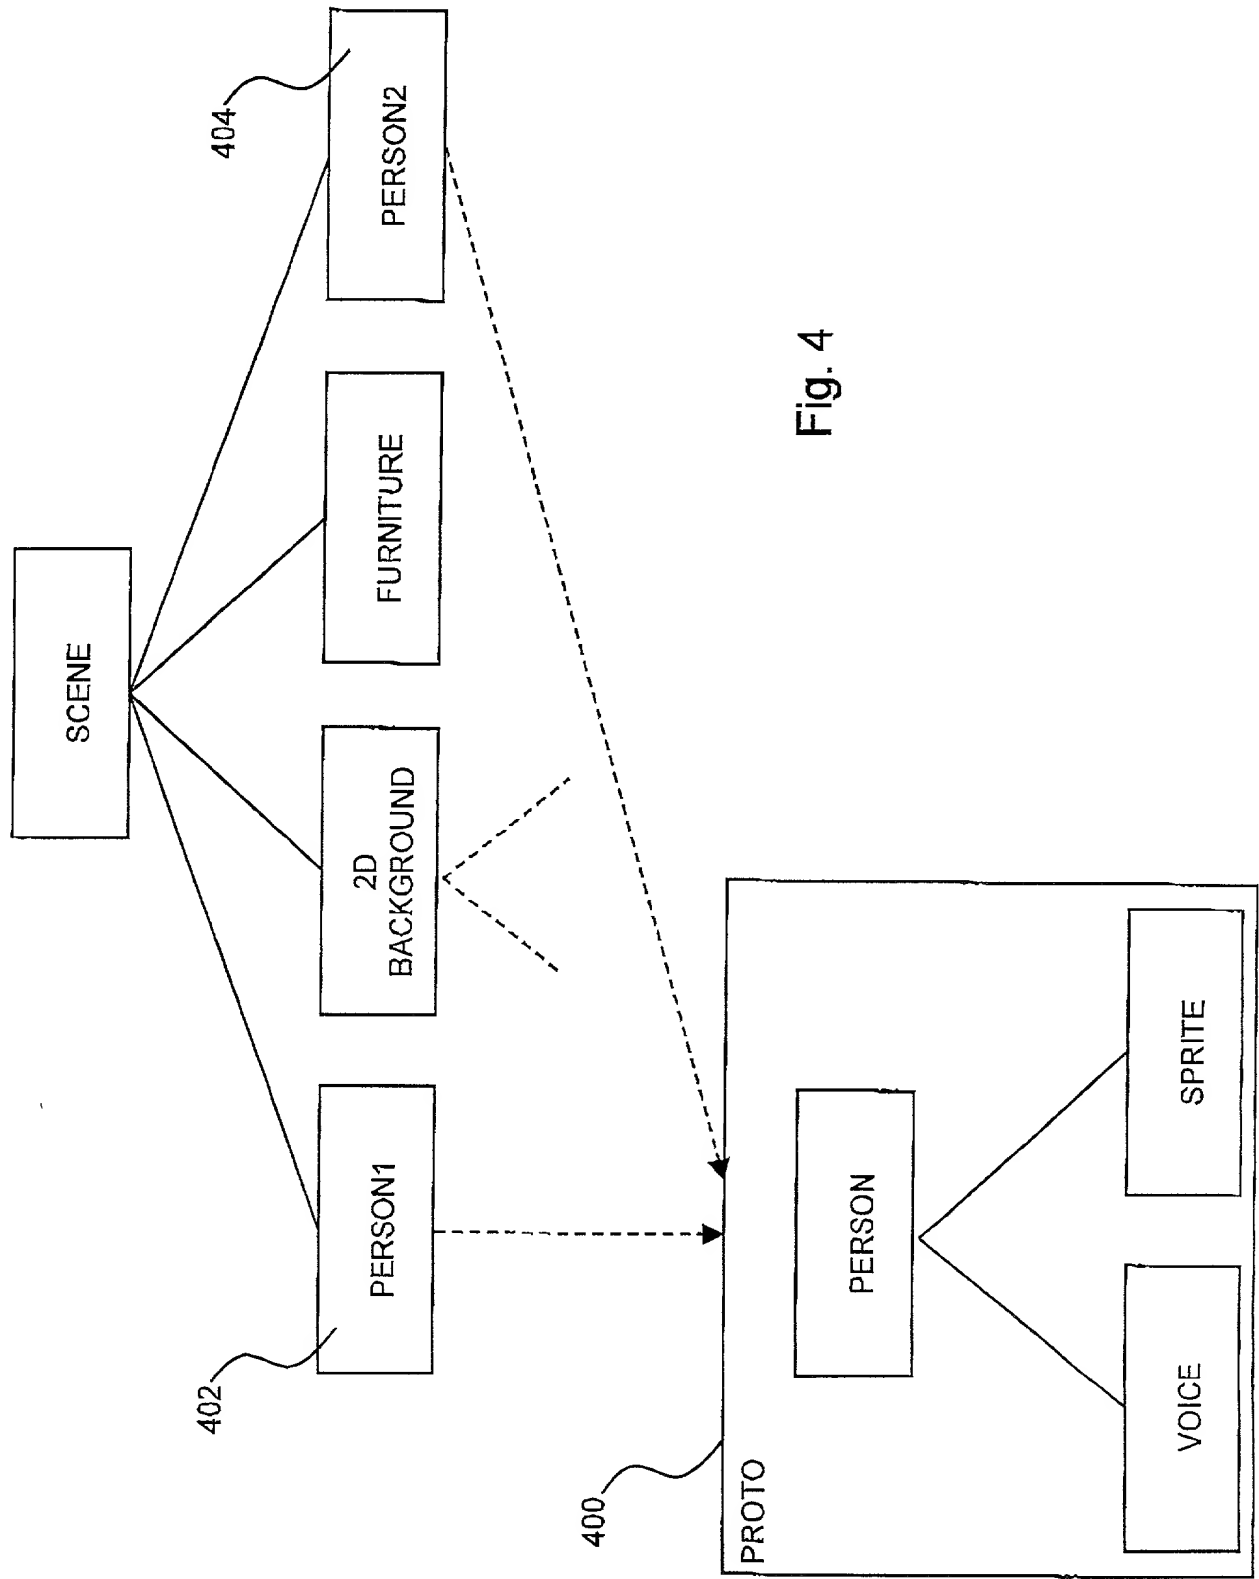 SCENE
404
PERSON1
2D
BACKGROUND
FURNITURE
PERSON2
402
400
PROTO
PERSON
VOICE
SPRITE
Fig. 4